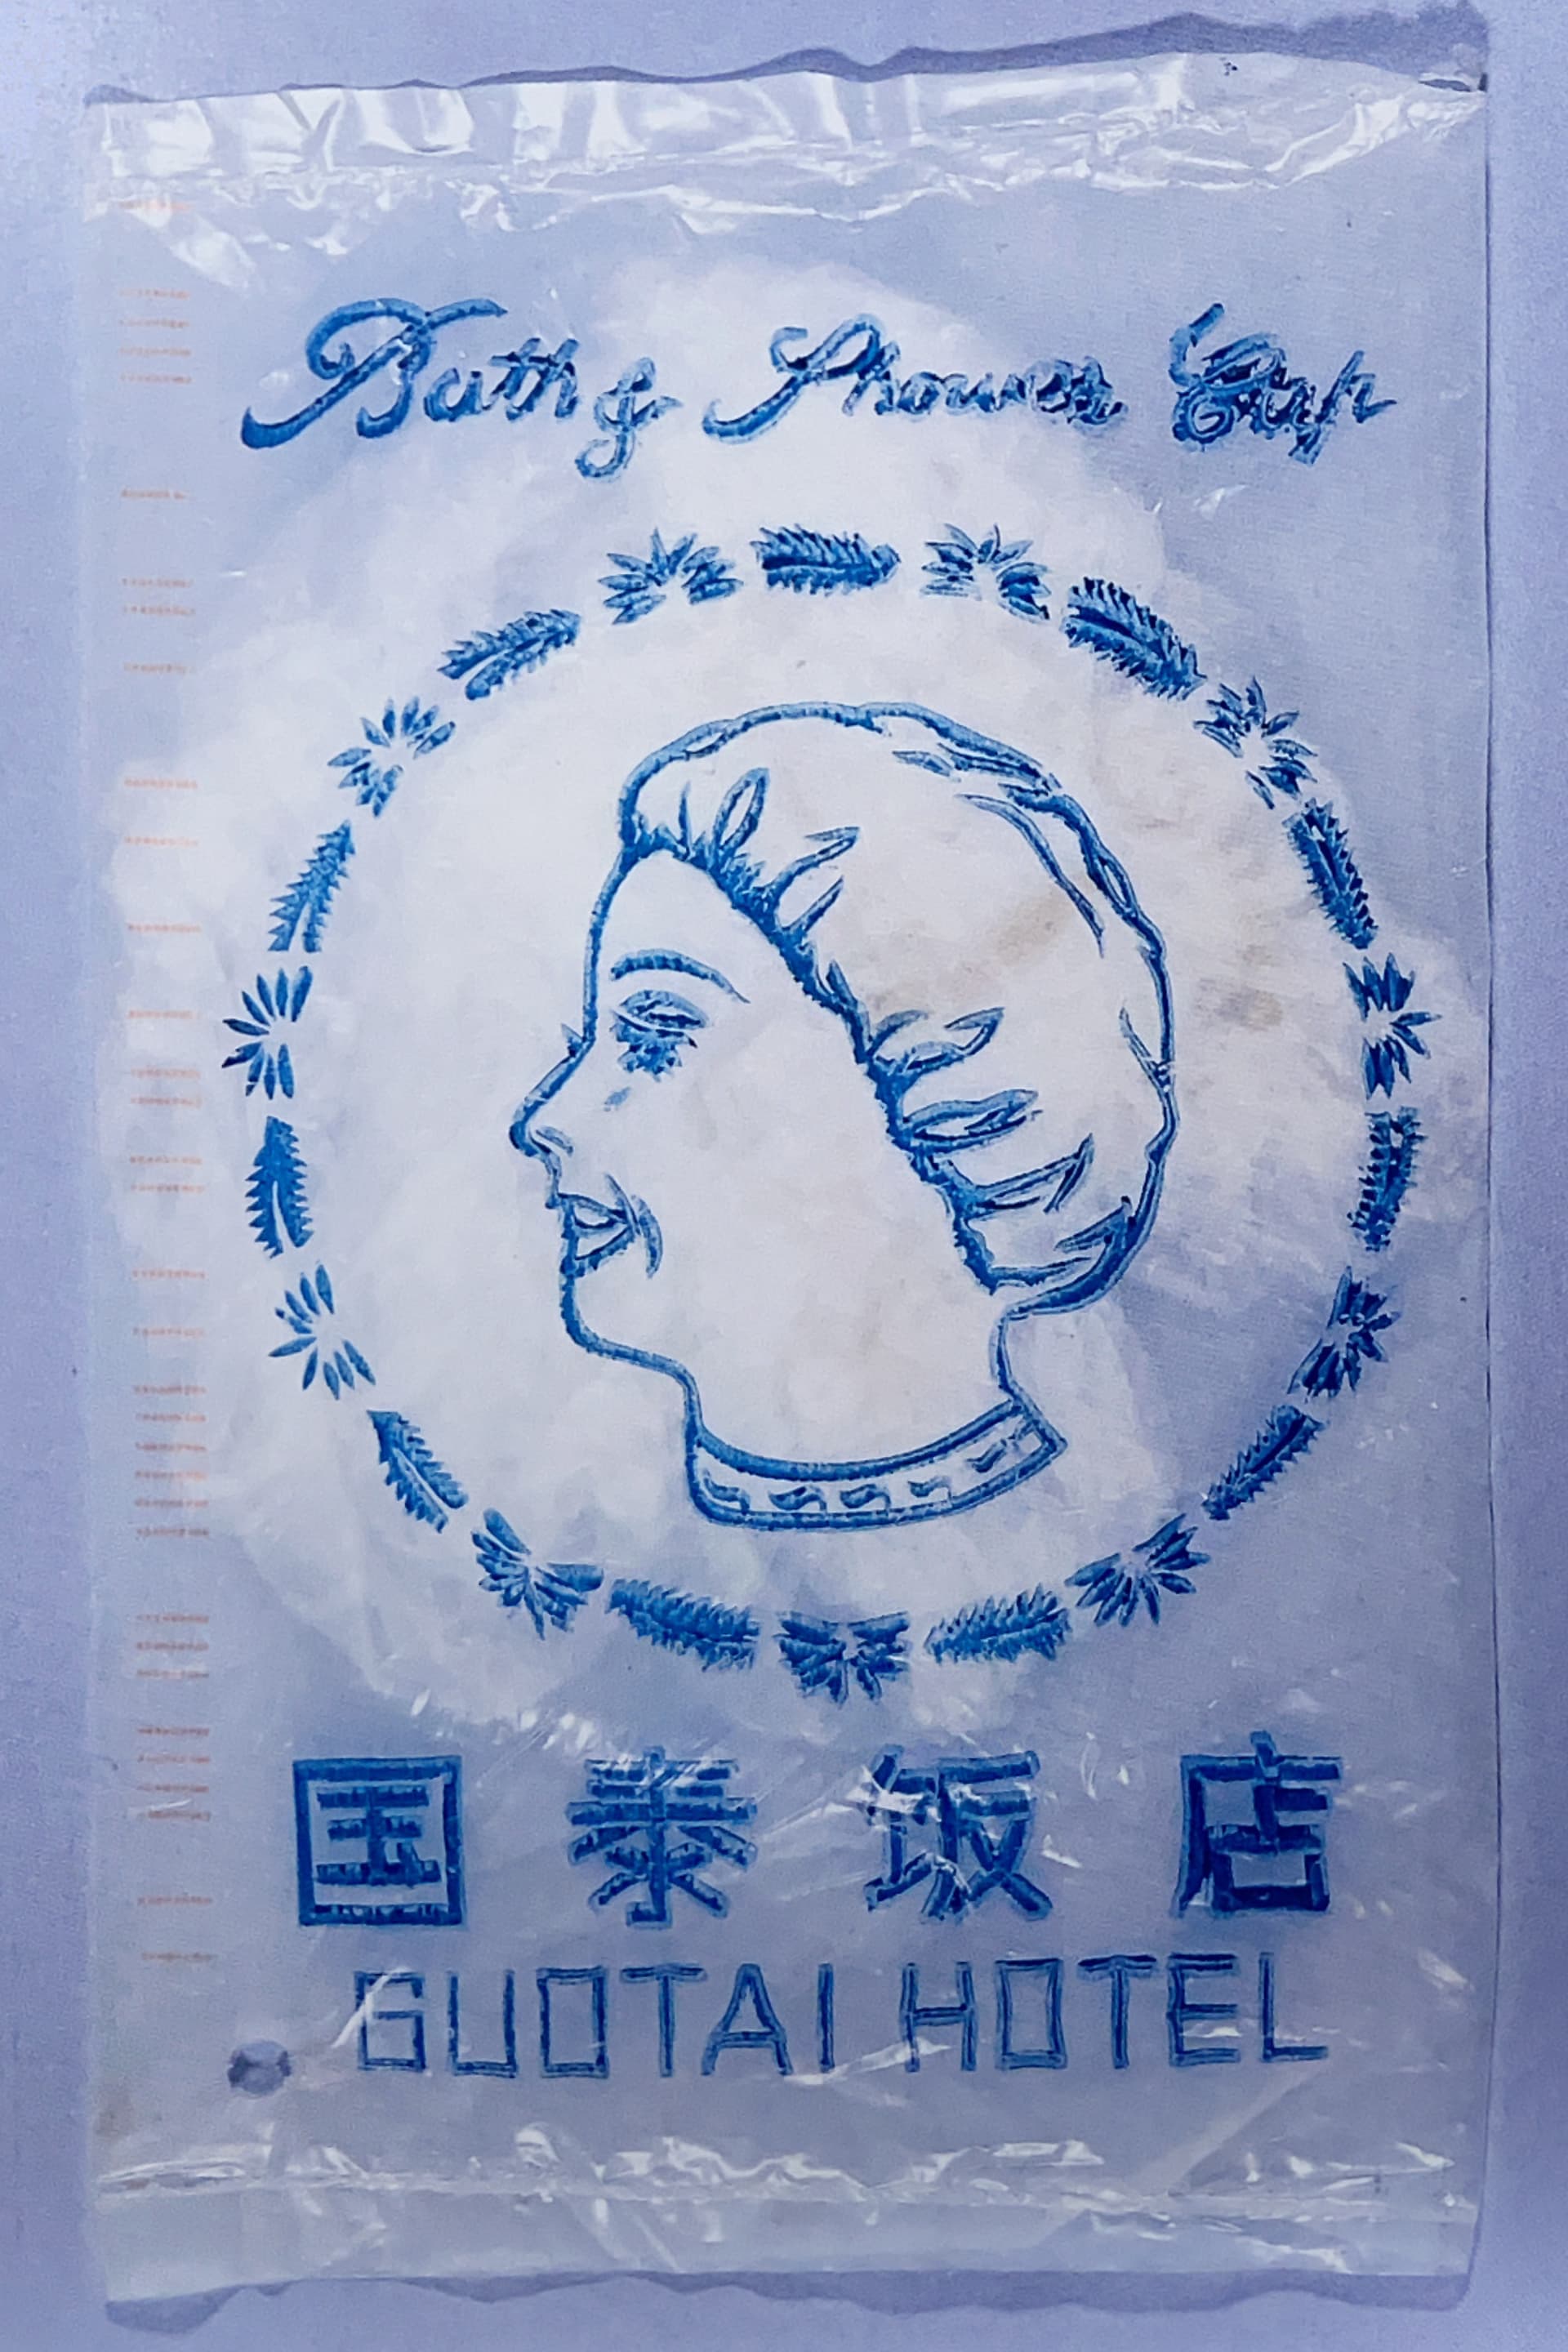 Bath & Shower Cap
国泰饭店
GUOTAI HOTEL